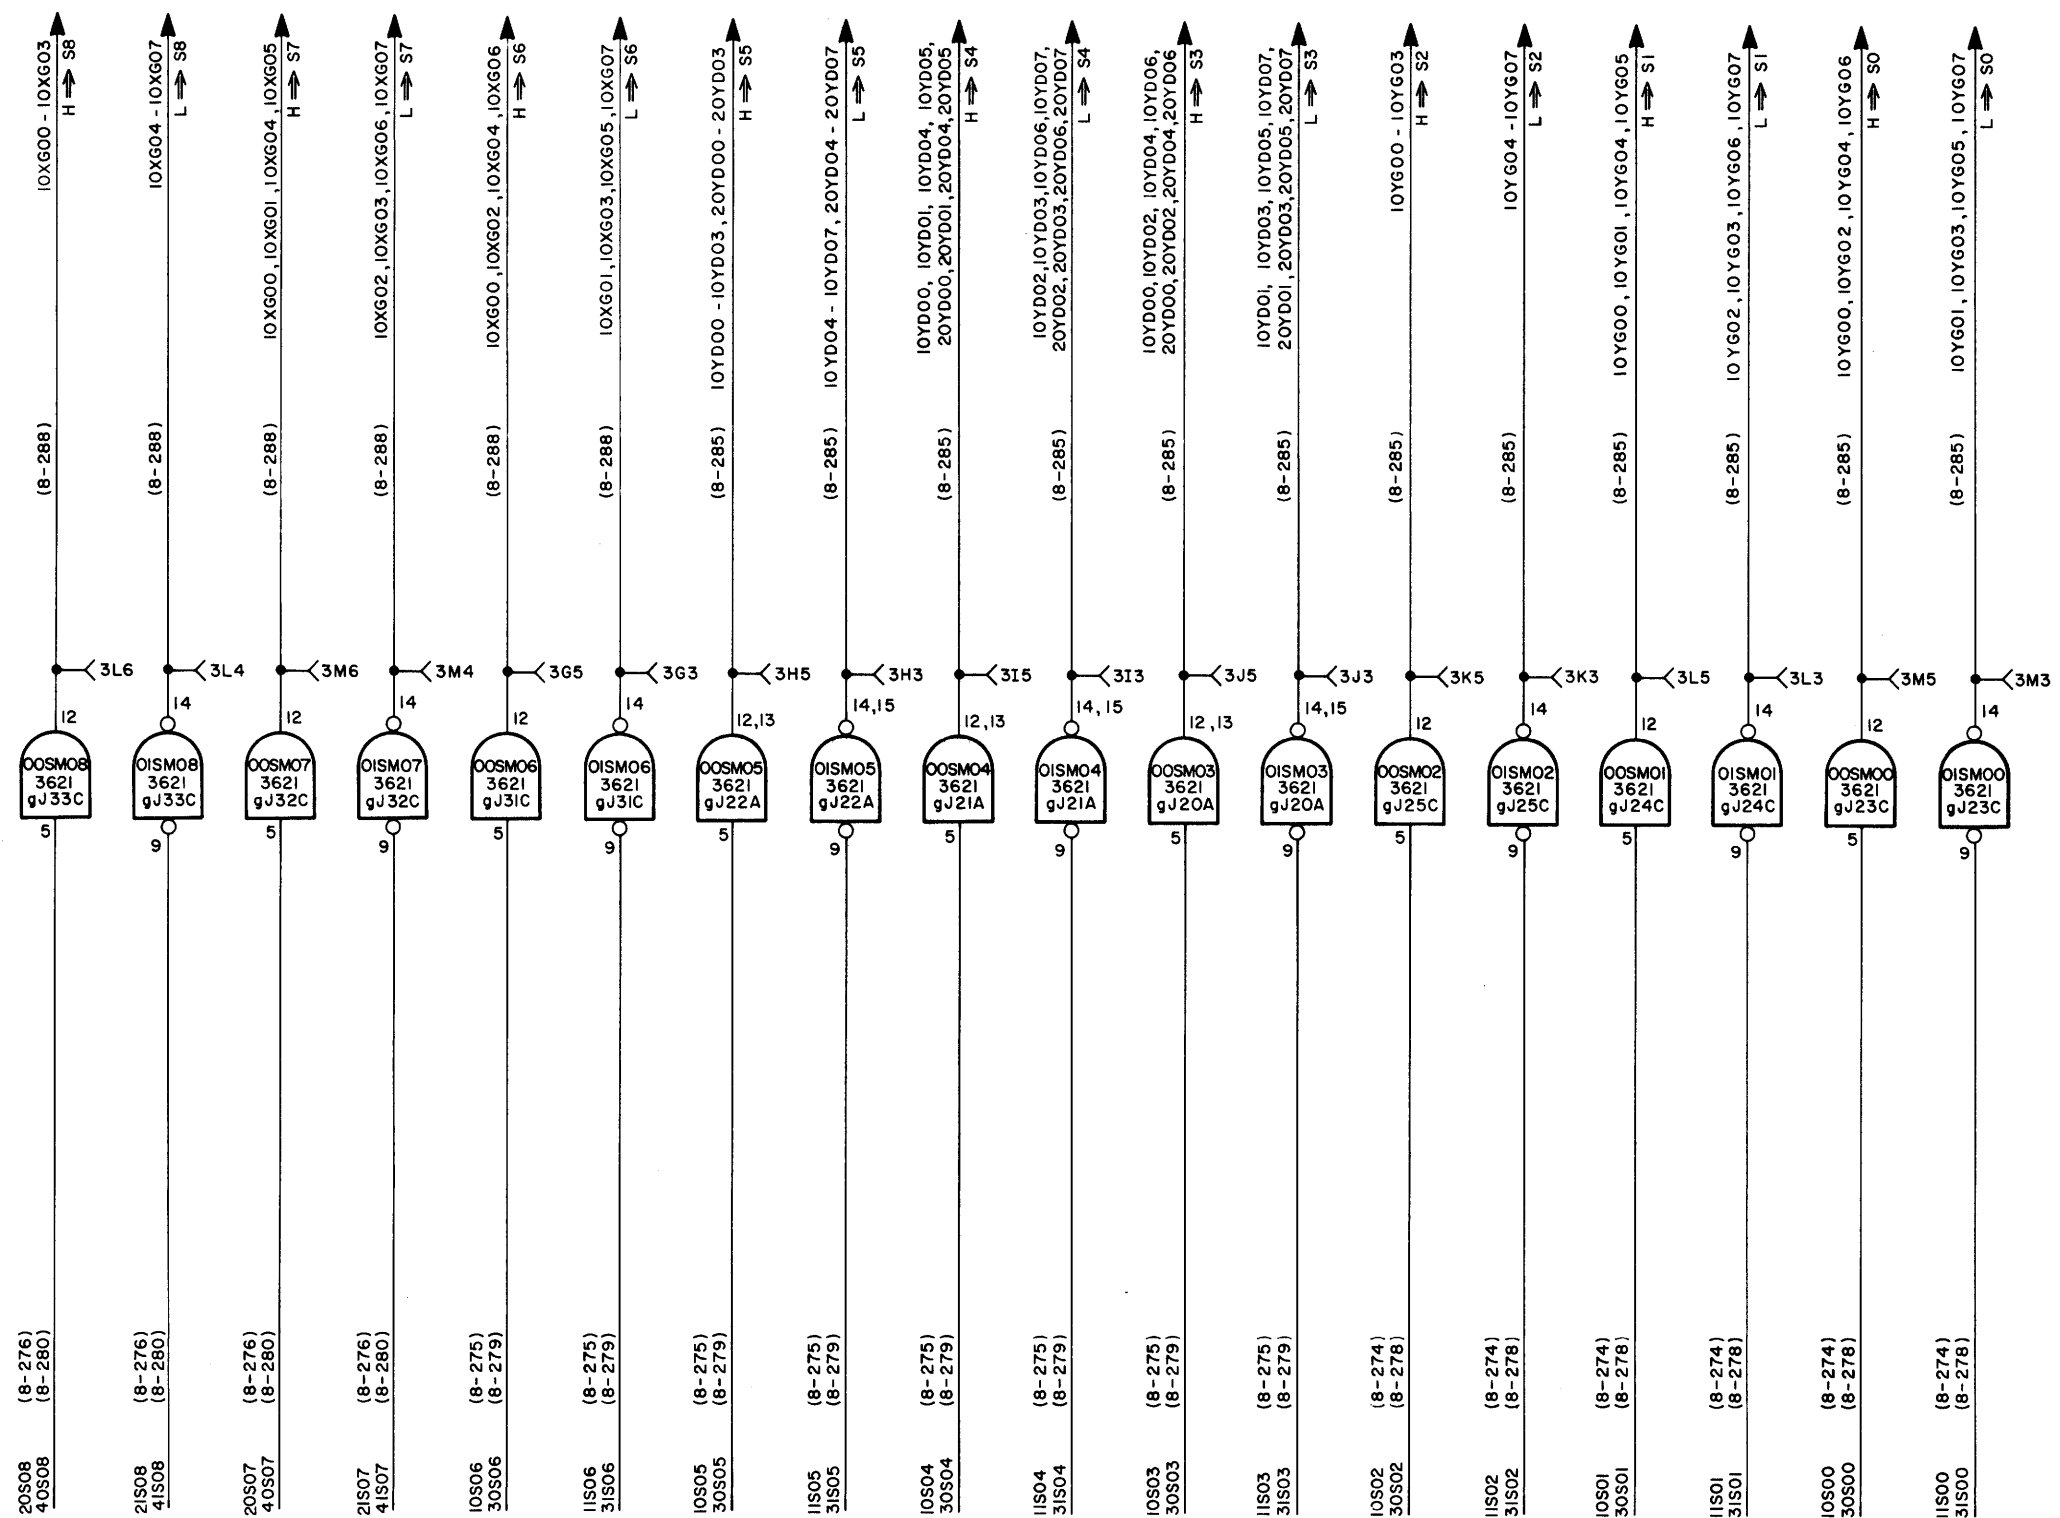 10XG00 - 10XG03
H ⇒ S8
(8-288)
3L6
12
00SM08
3621
gJ33C
5
(8-276)
(8-280)
20S08
40S08
10XG04 - 10XG07
L ⇒ S8
(8-288)
3L4
14
01SM08
3621
gJ33C
9
(8-276)
(8-280)
21S08
41S08
10XG00, 10XG01, 10XG04, 10XG05
H ⇒ S7
(8-288)
3M6
12
00SM07
3621
gJ32C
5
(8-276)
(8-280)
20S07
40S07
10XG02, 10XG03, 10XG06, 10XG07
L ⇒ S7
(8-288)
3M4
14
01SM07
3621
gJ32C
9
(8-276)
(8-280)
21S07
41S07
10XG00, 10XG02, 10XG04, 10XG06
H ⇒ S6
(8-288)
3G5
12
00SM06
3621
gJ31C
5
(8-275)
(8-279)
10S06
30S06
10XG01, 10XG03, 10XG05, 10XG07
L ⇒ S6
(8-288)
3G3
14
01SM06
3621
gJ31C
9
(8-275)
(8-279)
11S06
31S06
10YD00 - 10YD03, 20YD00 - 20YD03
H ⇒ S5
(8-285)
3H5
12,13
00SM05
3621
gJ22A
5
(8-275)
(8-279)
10S05
30S05
10YD04 - 10YD07, 20YD04 - 20YD07
L ⇒ S5
(8-285)
3H3
14,15
01SM05
3621
gJ22A
9
(8-275)
(8-279)
11S05
31S05
10YD00, 10YD01, 10YD04, 10YD05,
20YD00, 20YD01, 20YD04, 20YD05
H ⇒ S4
(8-285)
3I5
12,13
00SM04
3621
gJ21A
5
(8-275)
(8-279)
10S04
30S04
10YD02, 10YD03, 10YD06, 10YD07,
20YD02, 20YD03, 20YD06, 20YD07
L ⇒ S4
(8-285)
3I3
14,15
01SM04
3621
gJ21A
9
(8-275)
(8-279)
11S04
31S04
10YD00, 10YD02, 10YD04, 10YD06,
20YD00, 20YD02, 20YD04, 20YD06
H ⇒ S3
(8-285)
3J5
12,13
00SM03
3621
gJ20A
5
(8-275)
(8-279)
10S03
30S03
10YD01, 10YD03, 10YD05, 10YD07,
20YD01, 20YD03, 20YD05, 20YD07
L ⇒ S3
(8-285)
3J3
14,15
01SM03
3621
gJ20A
9
(8-275)
(8-279)
11S03
31S03
10YG00 - 10YG03
H ⇒ S2
(8-285)
3K5
12
00SM02
3621
gJ25C
5
(8-274)
(8-278)
10S02
30S02
10YG04 - 10YG07
L ⇒ S2
(8-285)
3K3
14
01SM02
3621
gJ25C
9
(8-274)
(8-278)
11S02
31S02
10YG00, 10YG01, 10YG04, 10YG05
H ⇒ S1
(8-285)
3L5
12
00SM01
3621
gJ24C
5
(8-274)
(8-278)
10S01
30S01
10YG02, 10YG03, 10YG06, 10YG07
L ⇒ S1
(8-285)
3L3
14
01SM01
3621
gJ24C
9
(8-274)
(8-278)
11S01
31S01
10YG00, 10YG02, 10YG04, 10YG06
H ⇒ S0
(8-285)
3M5
12
00SM00
3621
gJ23C
5
(8-274)
(8-278)
10S00
30S00
10YG01, 10YG03, 10YG05, 10YG07
L ⇒ S0
(8-285)
3M3
14
01SM00
3621
gJ23C
9
(8-274)
(8-278)
11S00
31S00